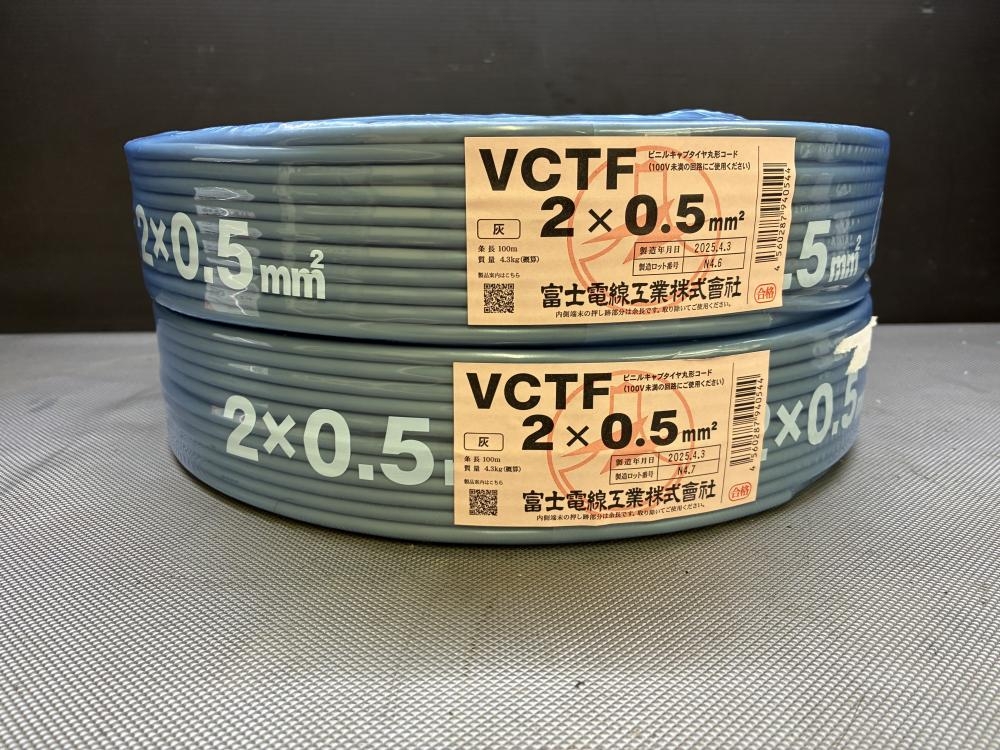 VCTF
ビニルキャブタイヤ丸形コード
(100V未満の回路にご使用ください)
2×0.5mm²
灰
条長 100m
質量 4.3kg(概算)
製品案内はこちら
製造年月日 2025.4.3
製造ロット番号 N4.6
富士電線工業株式會社
内側端末の押し跡部分は余長です。取り除いてご使用ください。
合格
4 560287 940544
2×0.5mm²
.5mm²
VCTF
ビニルキャブタイヤ丸形コード
(100V未満の回路にご使用ください)
2×0.5mm²
灰
条長 100m
質量 4.3kg(概算)
製品案内はこちら
製造年月日 2025.4.3
製造ロット番号 N4.7
富士電線工業株式會社
内側端末の押し跡部分は余長です。取り除いてご使用ください。
合格
4 560287 940544
2×0.5
×0.5